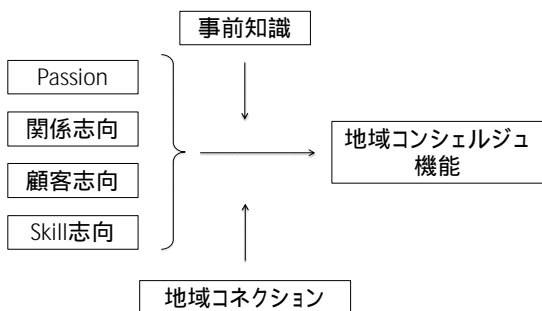 事前知識
Passion
関係志向
顧客志向
Skill志向
地域コンシェルジュ
機能
地域コネクション